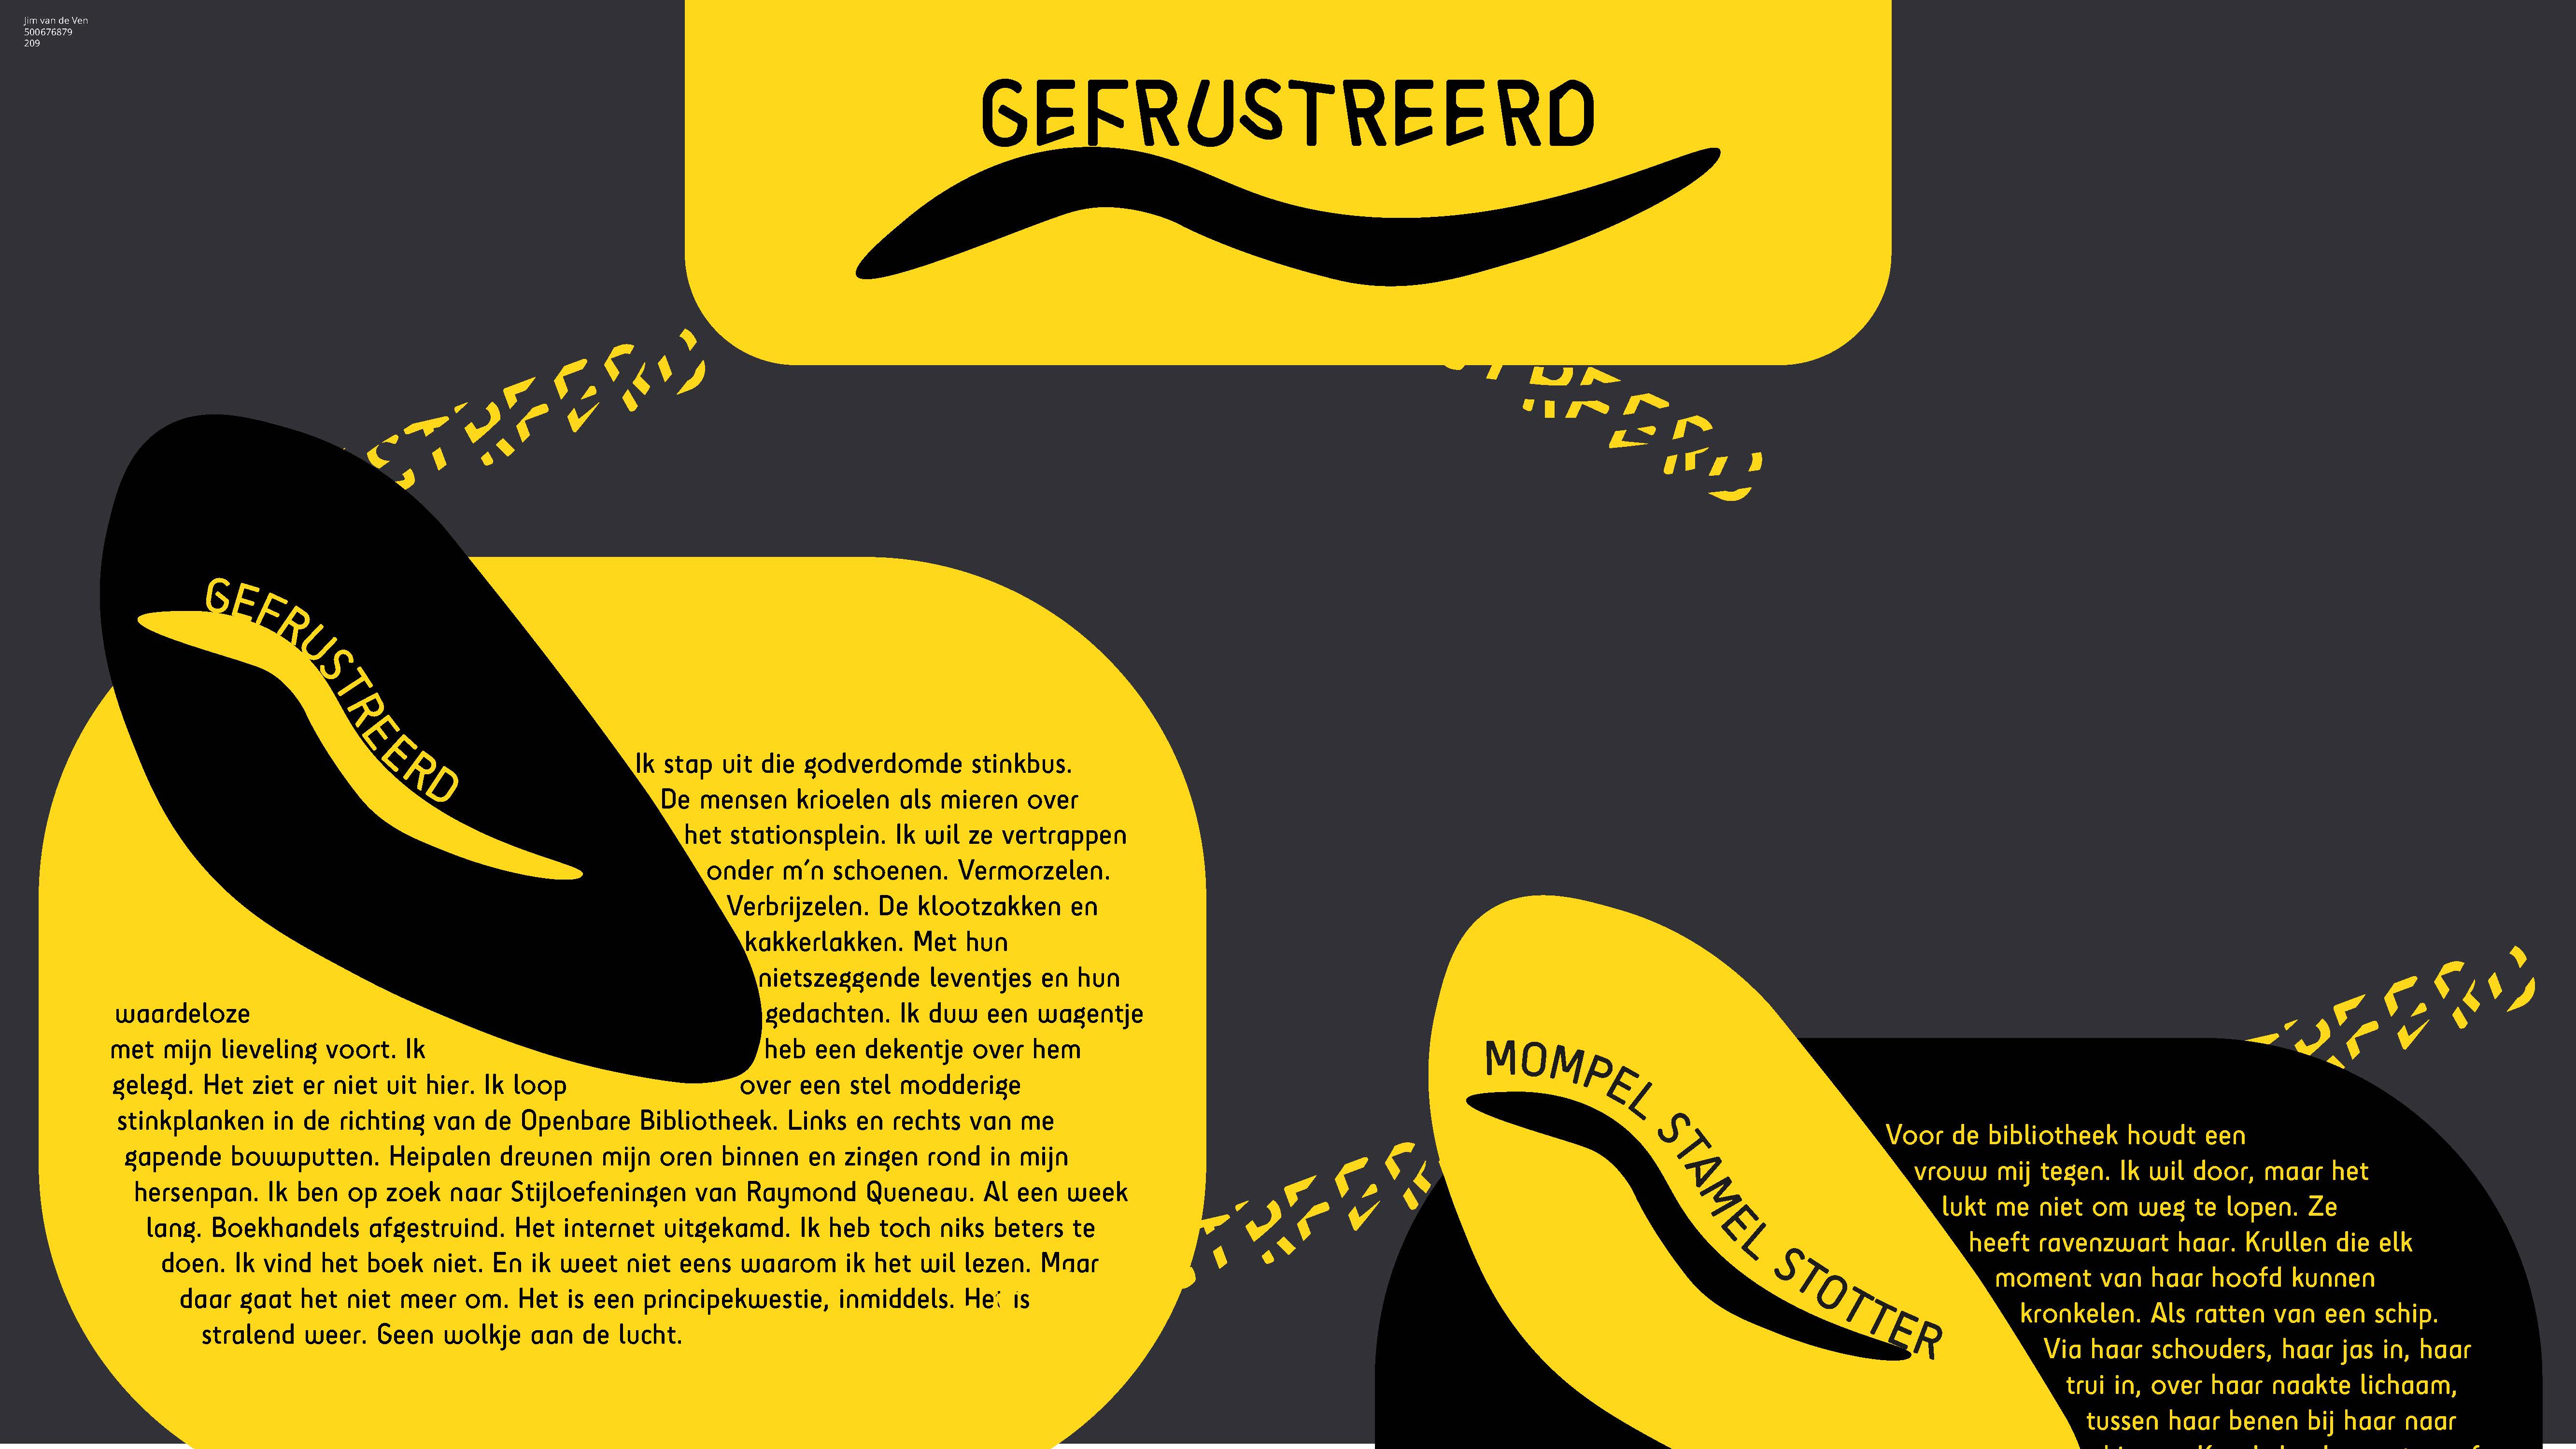 Jim van de Ven
500676879
209
GEFRUSTREERD
GEFRUSTREERD
Ik stap uit die godverdomde stinkbus.
De mensen krioelen als mieren over
het stationsplein. Ik wil ze vertrappen
onder m'n schoenen. Vermorzelen.
Verbrijzelen. De klootzakken en
kakkerlakken. Met hun
nietszeggende leventjes en hun
waardeloze gedachten. Ik duw een wagentje
met mijn lieveling voort. Ik heb een dekentje over hem
gelegd. Het ziet er niet uit hier. Ik loop over een stel modderige
stinkplanken in de richting van de Openbare Bibliotheek. Links en rechts van me
gapende bouwputten. Heipalen dreunen mijn oren binnen en zingen rond in mijn
hersenpan. Ik ben op zoek naar Stijloefeningen van Raymond Queneau. Al een week
lang. Boekhandels afgestruind. Het internet uitgekamd. Ik heb toch niks beters te
doen. Ik vind het boek niet. En ik weet niet eens waarom ik het wil lezen. Maar
daar gaat het niet meer om. Het is een principekwestie, inmiddels. Het is
stralend weer. Geen wolkje aan de lucht.
MOMPEL STAMEL STOTTER
Voor de bibliotheek houdt een
vrouw mij tegen. Ik wil door, maar het
lukt me niet om weg te lopen. Ze
heeft ravenzwart haar. Krullen die elk
moment van haar hoofd kunnen
kronkelen. Als ratten van een schip.
Via haar schouders, haar jas in, haar
trui in, over haar naakte lichaam,
tussen haar benen bij haar naar